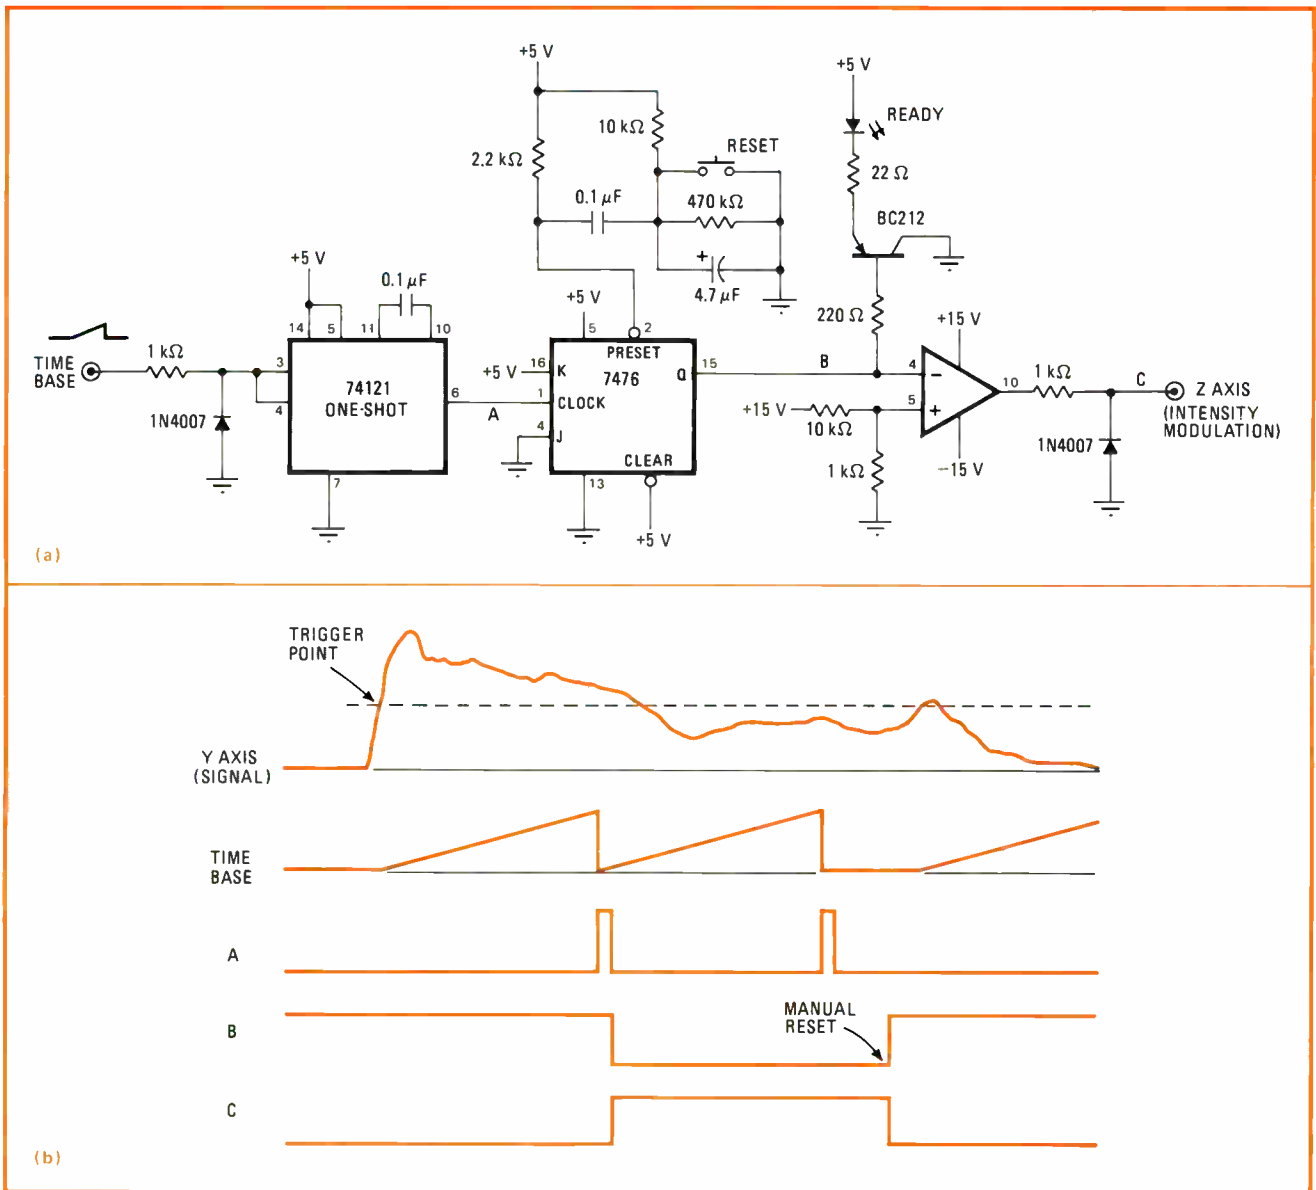 +5 V
+5 V
10 kΩ
READY
RESET
2.2 kΩ
22 Ω
0.1 μF
470 kΩ
BC212
+5 V
0.1 μF
+
4.7 μF
+5 V
220 Ω
+15 V
14
5
11
10
5
2
TIME
BASE
1 kΩ
3
4
74121
ONE-SHOT
6
A
+5 V
16
K
PRESET
7476
Q
15
B
4
−
10
1 kΩ
C
Z AXIS
(INTENSITY
MODULATION)
1
CLOCK
+15 V
10 kΩ
5
+
1N4007
4
J
CLEAR
1 kΩ
−15 V
1N4007
7
13
+5 V
(a)
TRIGGER
POINT
Y AXIS
(SIGNAL)
TIME
BASE
A
B
MANUAL
RESET
C
(b)